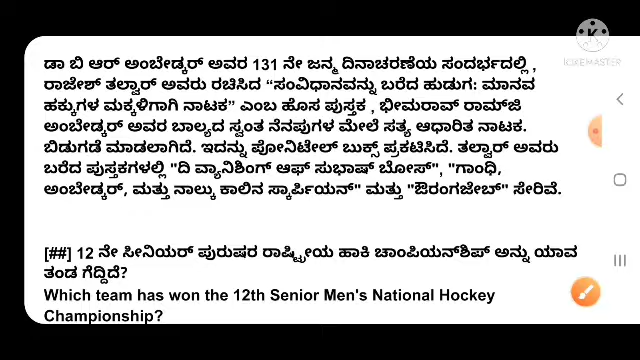 ಡಾ ಬಿ ಆರ್ ಅಂಬೇಡ್ಕರ್ ಅವರ 131 ನೇ ಜನ್ಮ ದಿನಾಚರಣೆಯ ಸಂದರ್ಭದಲ್ಲಿ ,
ರಾಜೇಶ್ ತಲ್ವಾರ್ ಅವರು ರಚಿಸಿದ “ಸಂವಿಧಾನವನ್ನು ಬರೆದ ಹುಡುಗ: ಮಾನವ
ಹಕ್ಕುಗಳ ಮಕ್ಕಳಿಗಾಗಿ ನಾಟಕ” ಎಂಬ ಹೊಸ ಪುಸ್ತಕ , ಭೀಮರಾವ್ ರಾಮ್‌ಜಿ
ಅಂಬೇಡ್ಕರ್ ಅವರ ಬಾಲ್ಯದ ಸ್ವಂತ ನೆನಪುಗಳ ಮೇಲೆ ಸತ್ಯ ಆಧಾರಿತ ನಾಟಕ.
ಬಿಡುಗಡೆ ಮಾಡಲಾಗಿದೆ. ಇದನ್ನು ಪೋನಿಟೇಲ್ ಬುಕ್ಸ್ ಪ್ರಕಟಿಸಿದೆ. ತಲ್ವಾರ್ ಅವರು
ಬರೆದ ಪುಸ್ತಕಗಳಲ್ಲಿ "ದಿ ವ್ಯಾನಿಶಿಂಗ್ ಆಫ್ ಸುಭಾಷ್ ಬೋಸ್", "ಗಾಂಧಿ,
ಅಂಬೇಡ್ಕರ್, ಮತ್ತು ನಾಲ್ಕು ಕಾಲಿನ ಸ್ಕಾರ್ಪಿಯನ್" ಮತ್ತು "ಔರಂಗಜೇಬ್" ಸೇರಿವೆ.
[##] 12 ನೇ ಸೀನಿಯರ್ ಪುರುಷರ ರಾಷ್ಟ್ರೀಯ ಹಾಕಿ ಚಾಂಪಿಯನ್‌ಶಿಪ್ ಅನ್ನು ಯಾವ
ತಂಡ ಗೆದ್ದಿದೆ?
Which team has won the 12th Senior Men's National Hockey
Championship?
KINEMASTER